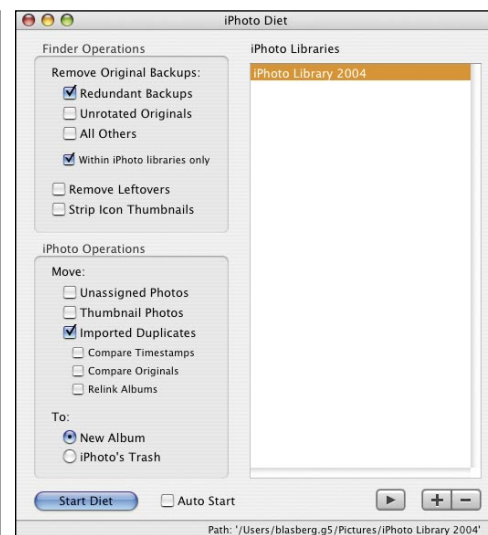 iPhoto Diet
Finder Operations
Remove Original Backups:
Redundant Backups
Unrotated Originals
All Others
Within iPhoto libraries only
Remove Leftovers
Strip Icon Thumbnails
iPhoto Operations
Move:
Unassigned Photos
Thumbnail Photos
Imported Duplicates
Compare Timestamps
Compare Originals
Relink Albums
To:
New Album
iPhoto's Trash
iPhoto Libraries
iPhoto Library 2004
Start Diet
Auto Start
Path: '/Users/blasberg.g5/Pictures/iPhoto Library 2004'